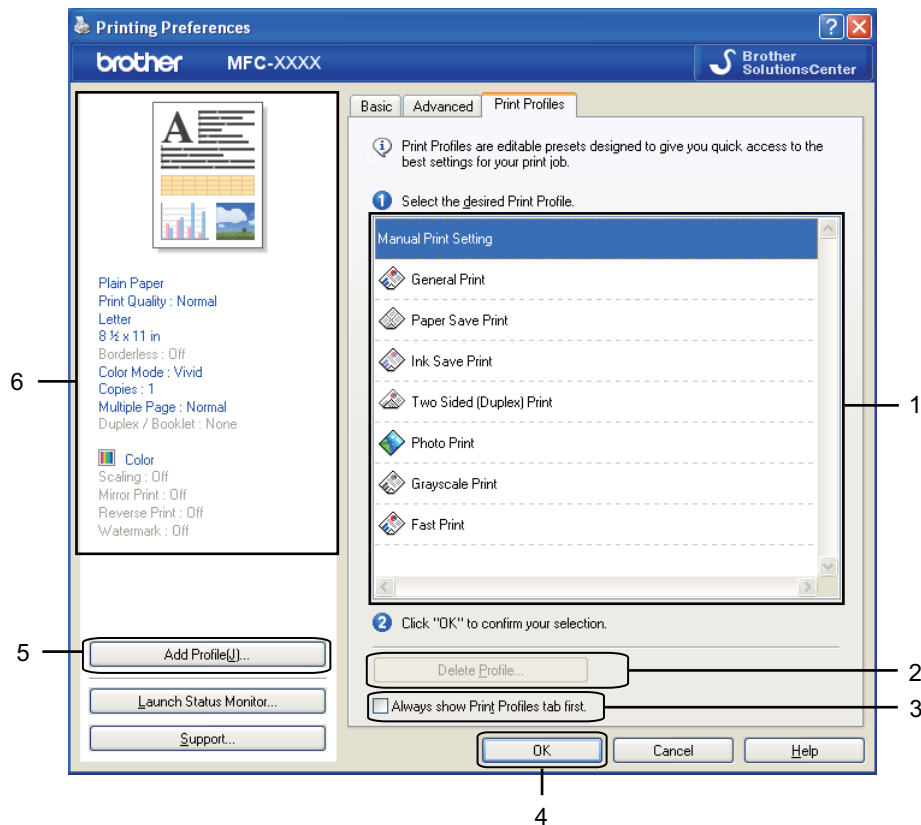 Printing Preferences
brother MFC-XXXX
Brother
SolutionsCenter
Basic Advanced Print Profiles
Print Profiles are editable presets designed to give you quick access to the
best settings for your print job.
1 Select the desired Print Profile.
Manual Print Setting
General Print
Paper Save Print
Ink Save Print
Two Sided (Duplex) Print
Photo Print
Grayscale Print
Fast Print
2 Click "OK" to confirm your selection.
Delete Profile...
Always show Print Profiles tab first.
OK Cancel Help
A
Plain Paper
Print Quality : Normal
Letter
8 ½ x 11 in
Borderless : Off
Color Mode : Vivid
Copies : 1
Multiple Page : Normal
Duplex / Booklet : None
Color
Scaling : Off
Mirror Print : Off
Reverse Print : Off
Watermark : Off
Add Profile(J)...
Launch Status Monitor...
Support...
1
2
3
4
5
6